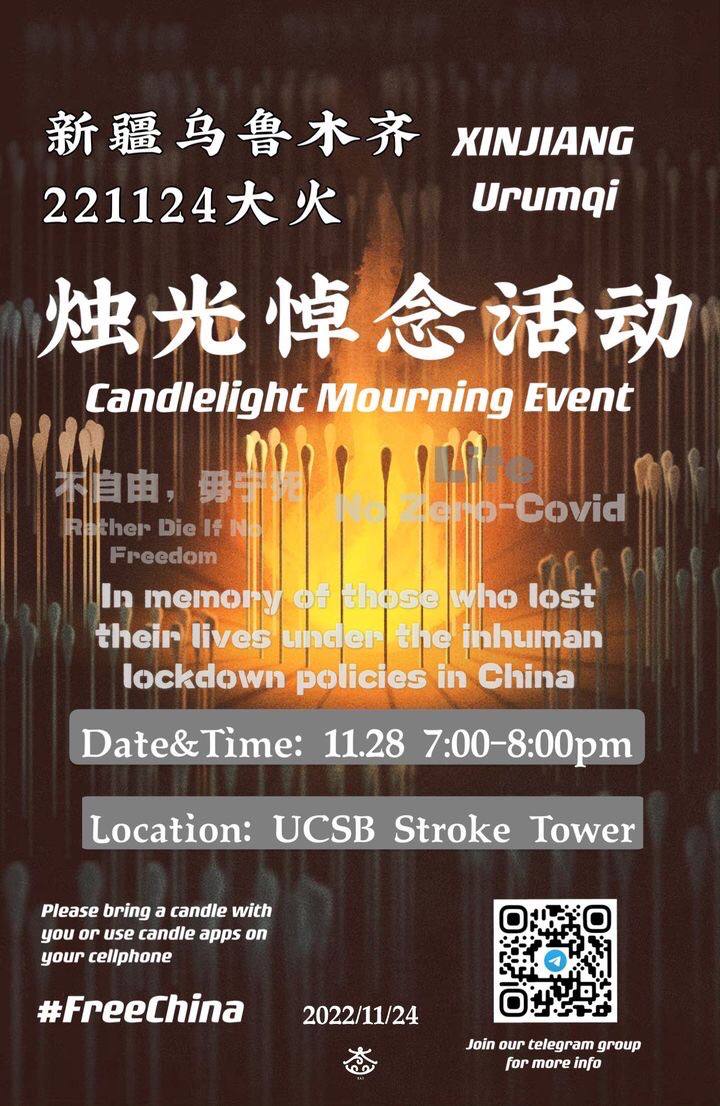 新疆乌鲁木齐
221124大火
XINJIANG
Urumqi
烛光悼念活动
Candlelight Mourning Event
不自由，毋宁死
Rather Die If No
Freedom
Life
No Zero-Covid
In memory of those who lost
their lives under the inhuman
lockdown policies in China
Date&Time: 11.28 7:00-8:00pm
Location: UCSB Stroke Tower
Please bring a candle with
you or use candle apps on
your cellphone
#FreeChina
2022/11/24
Join our telegram group
for more info